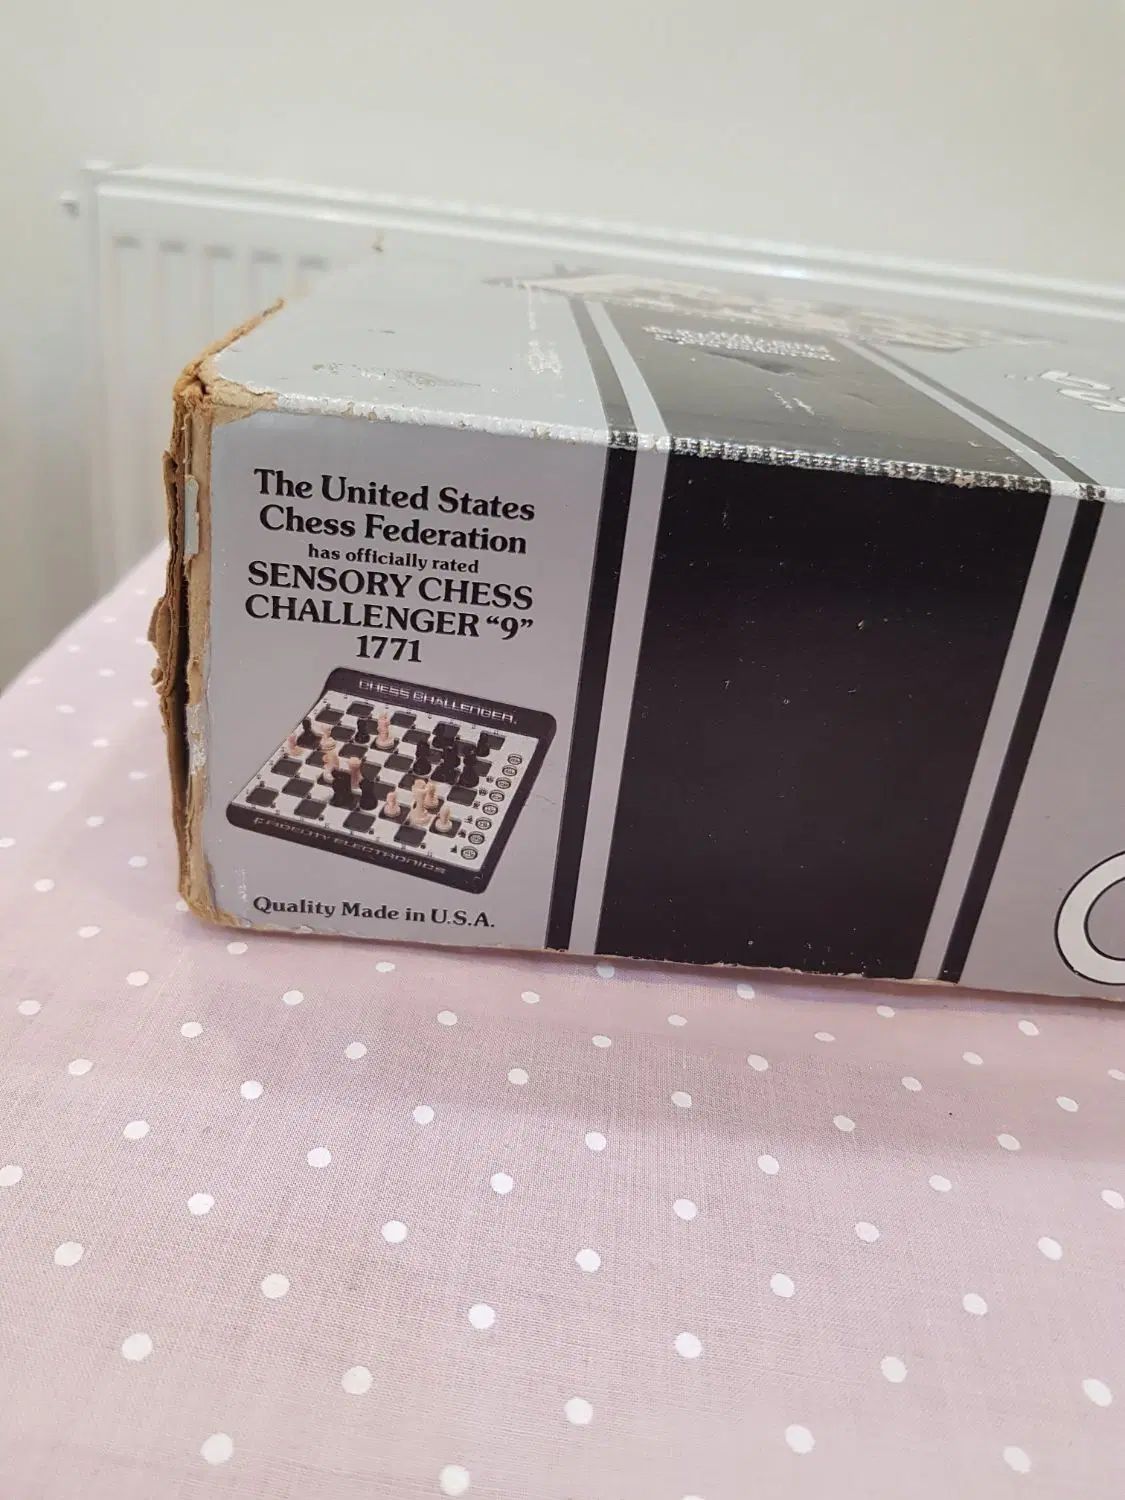 The United States
Chess Federation
has officially rated
SENSORY CHESS
CHALLENGER “9”
1771
CHESS CHALLENGER
FIDELITY ELECTRONICS
Quality Made in U.S.A.